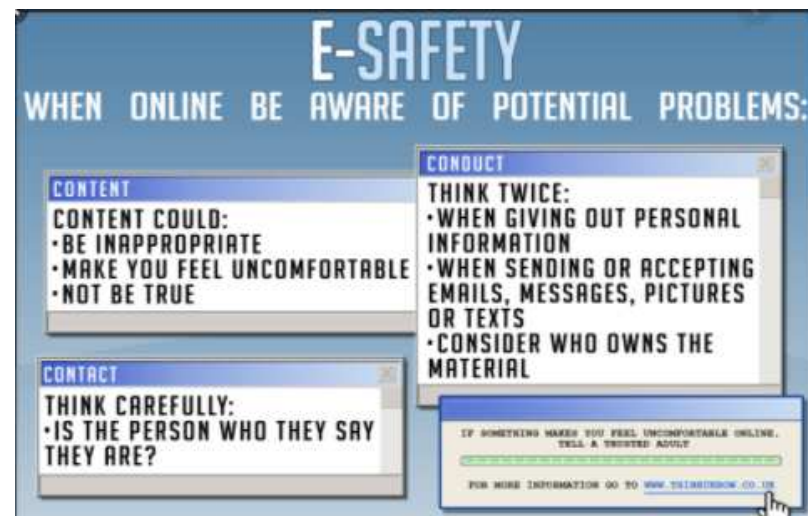 E-SAFETY
WHEN ONLINE BE AWARE OF POTENTIAL PROBLEMS:
CONTENT
CONTENT COULD:
·BE INAPPROPRIATE
·MAKE YOU FEEL UNCOMFORTABLE
·NOT BE TRUE
CONDUCT
THINK TWICE:
·WHEN GIVING OUT PERSONAL
INFORMATION
·WHEN SENDING OR ACCEPTING
EMAILS, MESSAGES, PICTURES
OR TEXTS
·CONSIDER WHO OWNS THE
MATERIAL
CONTACT
THINK CAREFULLY:
·IS THE PERSON WHO THEY SAY
THEY ARE?
IF SOMETHING MAKES YOU FEEL UNCOMFORTABLE ONLINE,
TELL A TRUSTED ADULT
FOR MORE INFORMATION GO TO WWW.THINKUKNOW.CO.UK